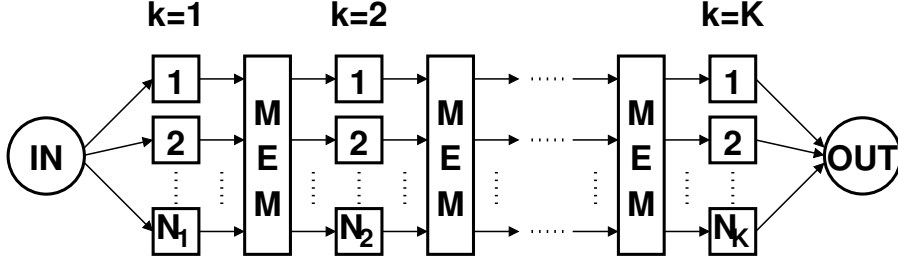 k=1 k=2 k=K
1 1 1
M M M
2 2 2
IN E E E OUT
M M M
N1 N2 NK